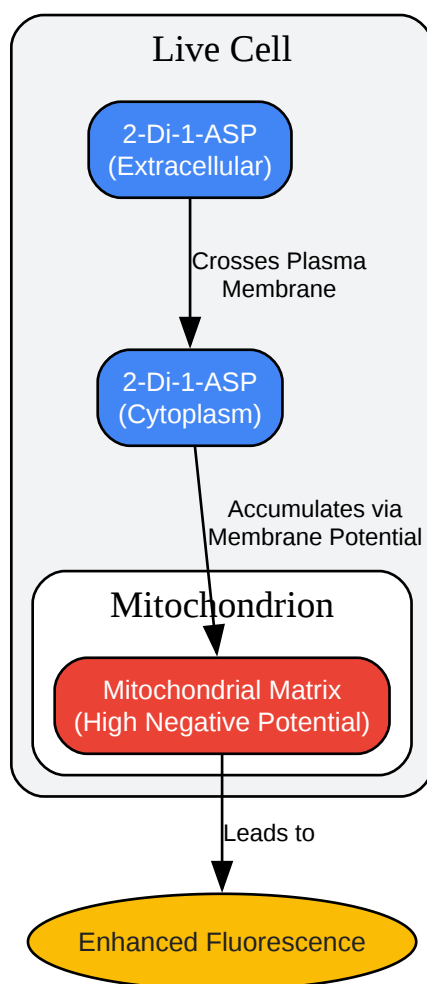 Live Cell
2-Di-1-ASP
(Extracellular)
Crosses Plasma
Membrane
2-Di-1-ASP
(Cytoplasm)
Accumulates via
Membrane Potential
Mitochondrion
Mitochondrial Matrix
(High Negative Potential)
Leads to
Enhanced Fluorescence